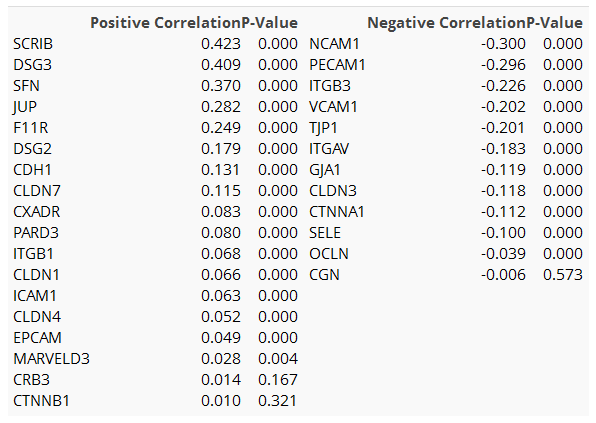 Positive Correlation P-Value Negative Correlation P-Value
SCRIB 0.423 0.000 NCAM1 -0.300 0.000
DSG3 0.409 0.000 PECAM1 -0.296 0.000
SFN 0.370 0.000 ITGB3 -0.226 0.000
JUP 0.282 0.000 VCAM1 -0.202 0.000
F11R 0.249 0.000 TJP1 -0.201 0.000
DSG2 0.179 0.000 ITGAV -0.183 0.000
CDH1 0.131 0.000 GJA1 -0.119 0.000
CLDN7 0.115 0.000 CLDN3 -0.118 0.000
CXADR 0.083 0.000 CTNNA1 -0.112 0.000
PARD3 0.080 0.000 SELE -0.100 0.000
ITGB1 0.068 0.000 OCLN -0.039 0.000
CLDN1 0.066 0.000 CGN -0.006 0.573
ICAM1 0.063 0.000
CLDN4 0.052 0.000
EPCAM 0.049 0.000
MARVELD3 0.028 0.004
CRB3 0.014 0.167
CTNNB1 0.010 0.321